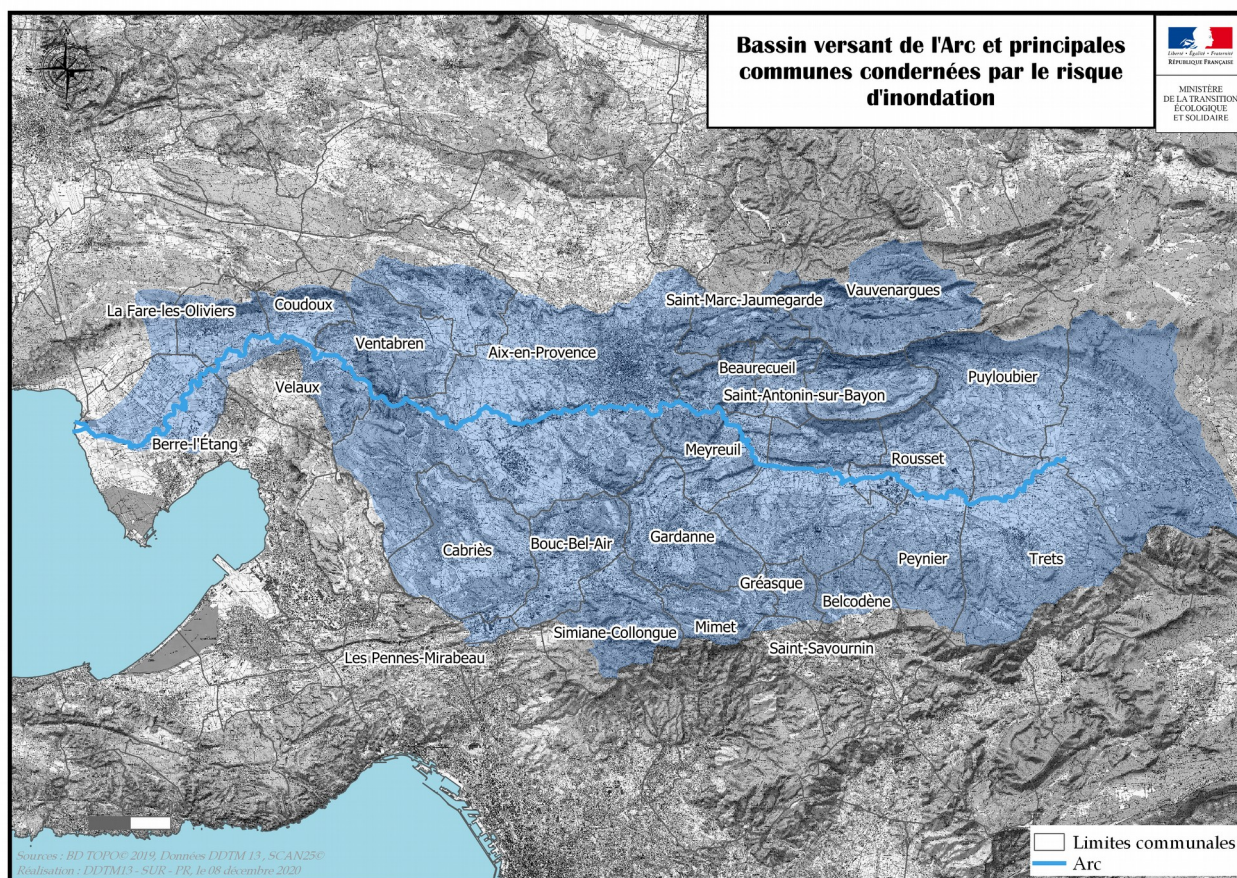 Bassin versant de l'Arc et principales
communes condernées par le risque
d'inondation
Liberté • Égalité • Fraternité
RÉPUBLIQUE FRANÇAISE
MINISTÈRE
DE LA TRANSITION
ÉCOLOGIQUE
ET SOLIDAIRE
Vauvenargues
Saint-Marc-Jaumegarde
La Fare-les-Oliviers
Coudoux
Ventabren
Aix-en-Provence
Beaurecueil
Puyloubier
Velaux
Saint-Antonin-sur-Bayon
Berre-l'Étang
Meyreuil
Rousset
Cabriès
Bouc-Bel-Air
Gardanne
Peynier
Trets
Gréasque
Belcodène
Simiane-Collongue
Mimet
Saint-Savournin
Les Pennes-Mirabeau
Sources : BD TOPO© 2019, Données DDTM 13 , SCAN25©
Réalisation : DDTM13 - SUR - PR, le 08 décembre 2020
Limites communales
Arc